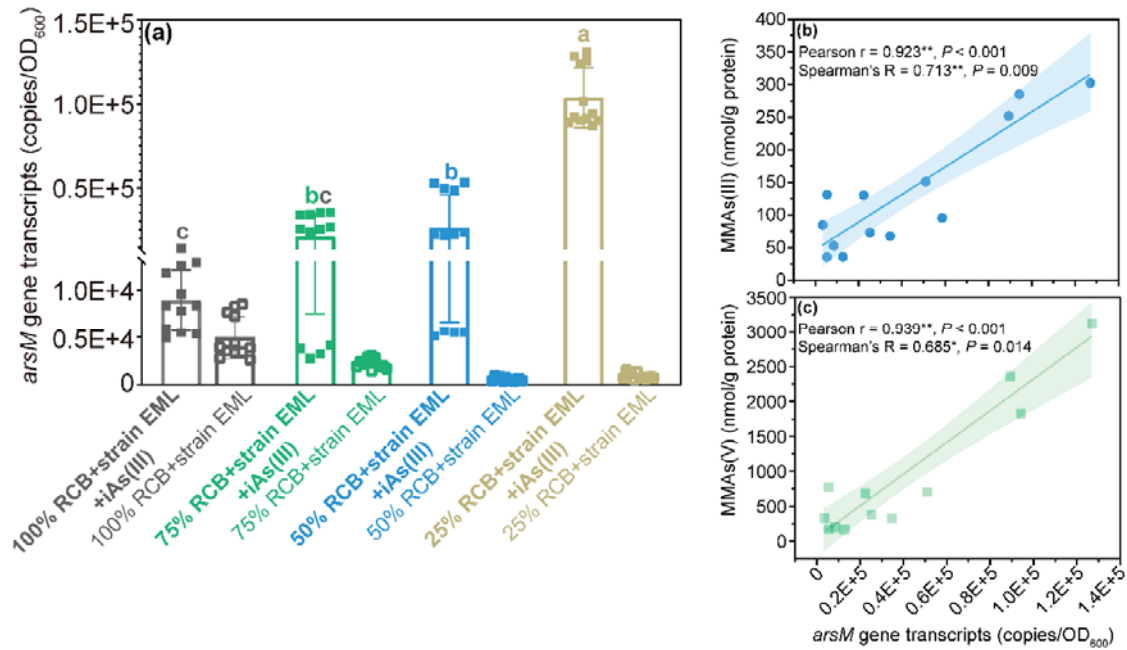 (a)
arsM gene transcripts (copies/OD600)
1.5E+5
1.0E+5
0.5E+5
1.0E+4
0.5E+4
0
c
bc
b
a
100% RCB+strain EML
+iAs(III)
100% RCB+strain EML
75% RCB+strain EML
+iAs(III)
75% RCB+strain EML
50% RCB+strain EML
+iAs(III)
50% RCB+strain EML
25% RCB+strain EML
+iAs(III)
25% RCB+strain EML
(b)
Pearson r = 0.923**, P < 0.001
Spearman's R = 0.713**, P = 0.009
MMAs(III) (nmol/g protein)
400
350
300
250
200
150
100
50
0
(c)
Pearson r = 0.939**, P < 0.001
Spearman's R = 0.685*, P = 0.014
MMAs(V) (nmol/g protein)
3500
3000
2500
2000
1500
1000
500
0
0
0.2E+5
0.4E+5
0.6E+5
0.8E+5
1.0E+5
1.2E+5
1.4E+5
arsM gene transcripts (copies/OD600)